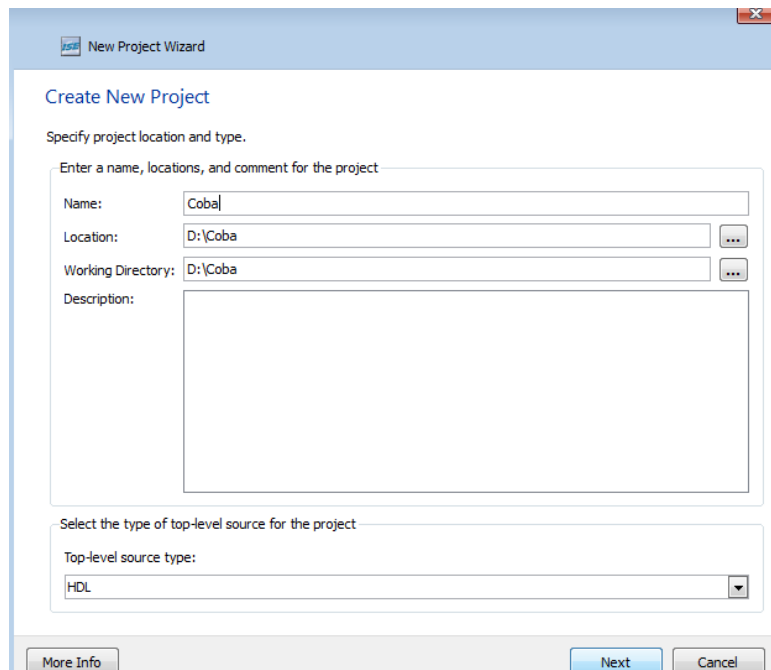 ISE New Project Wizard
Create New Project
Specify project location and type.
Enter a name, locations, and comment for the project
Name: Coba
Location: D:\Coba ...
Working Directory: D:\Coba ...
Description:
Select the type of top-level source for the project
Top-level source type:
HDL
More Info Next Cancel